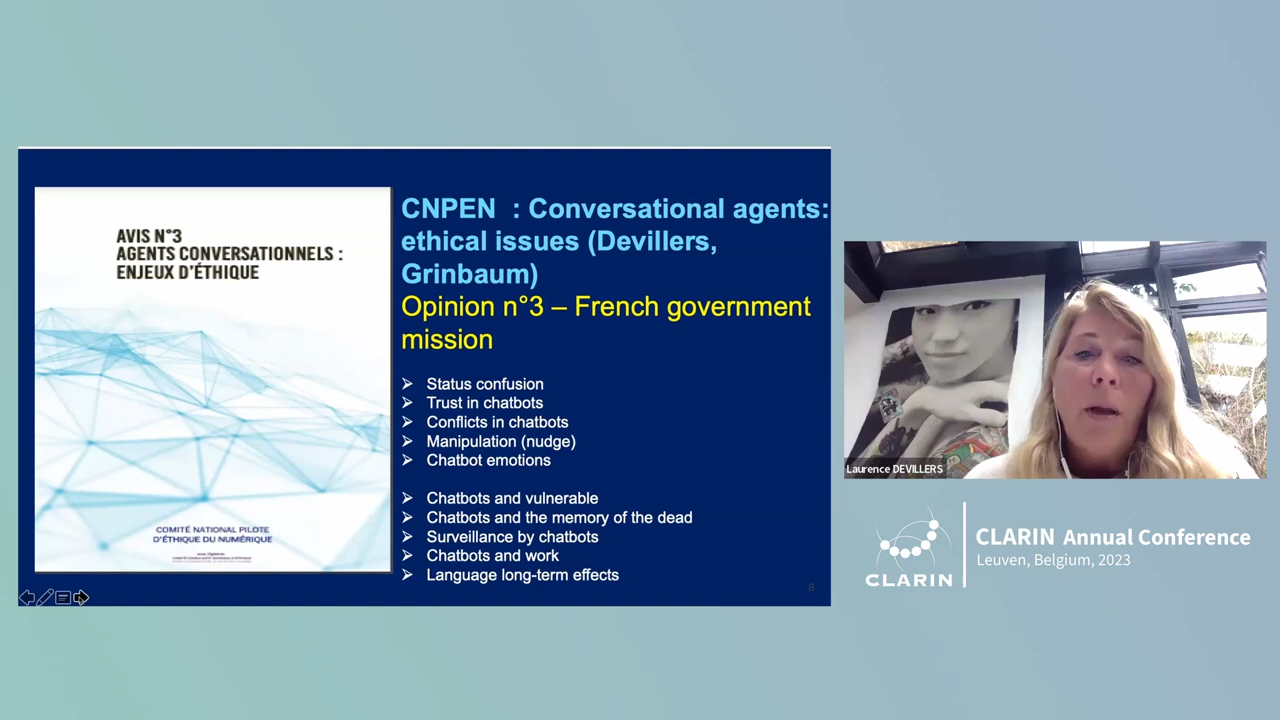 AVIS N°3
AGENTS CONVERSATIONNELS :
ENJEUX D'ÉTHIQUE
COMITÉ NATIONAL PILOTE
D'ÉTHIQUE DU NUMÉRIQUE
CNPEN : Conversational agents:
ethical issues (Devillers,
Grinbaum)
Opinion n°3 – French government
mission
➢ Status confusion
➢ Trust in chatbots
➢ Conflicts in chatbots
➢ Manipulation (nudge)
➢ Chatbot emotions
➢ Chatbots and vulnerable
➢ Chatbots and the memory of the dead
➢ Surveillance by chatbots
➢ Chatbots and work
➢ Language long-term effects
8
Laurence DEVILLERS
CLARIN
CLARIN Annual Conference
Leuven, Belgium, 2023